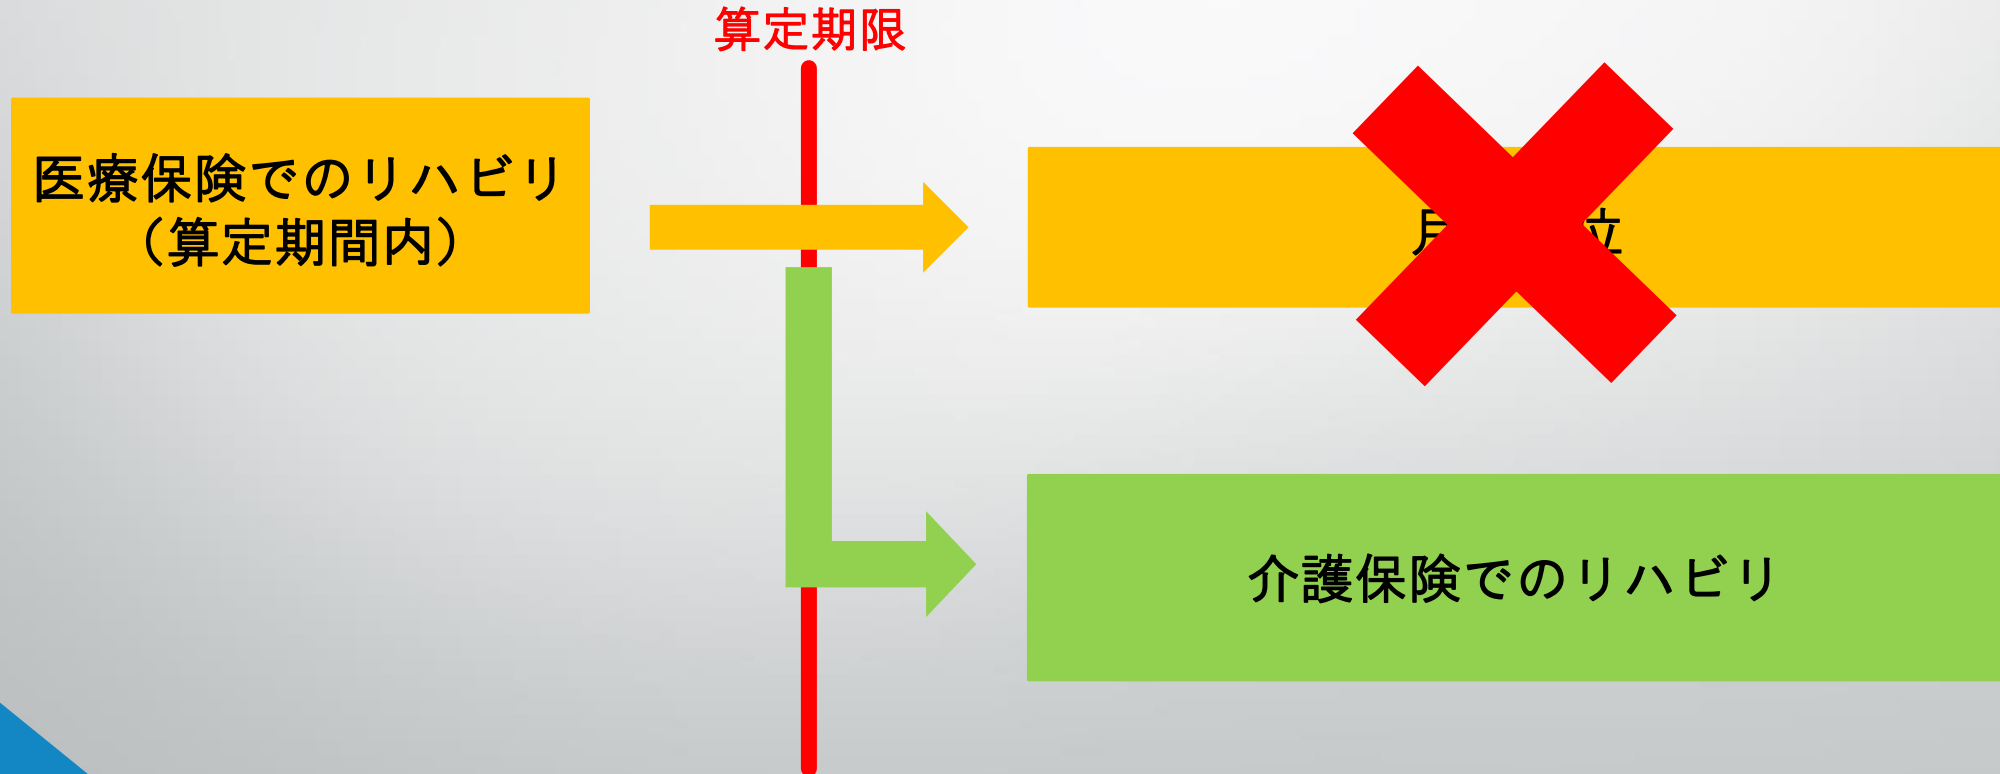 算定期限
医療保険でのリハビリ
（算定期間内）
介護保険でのリハビリ